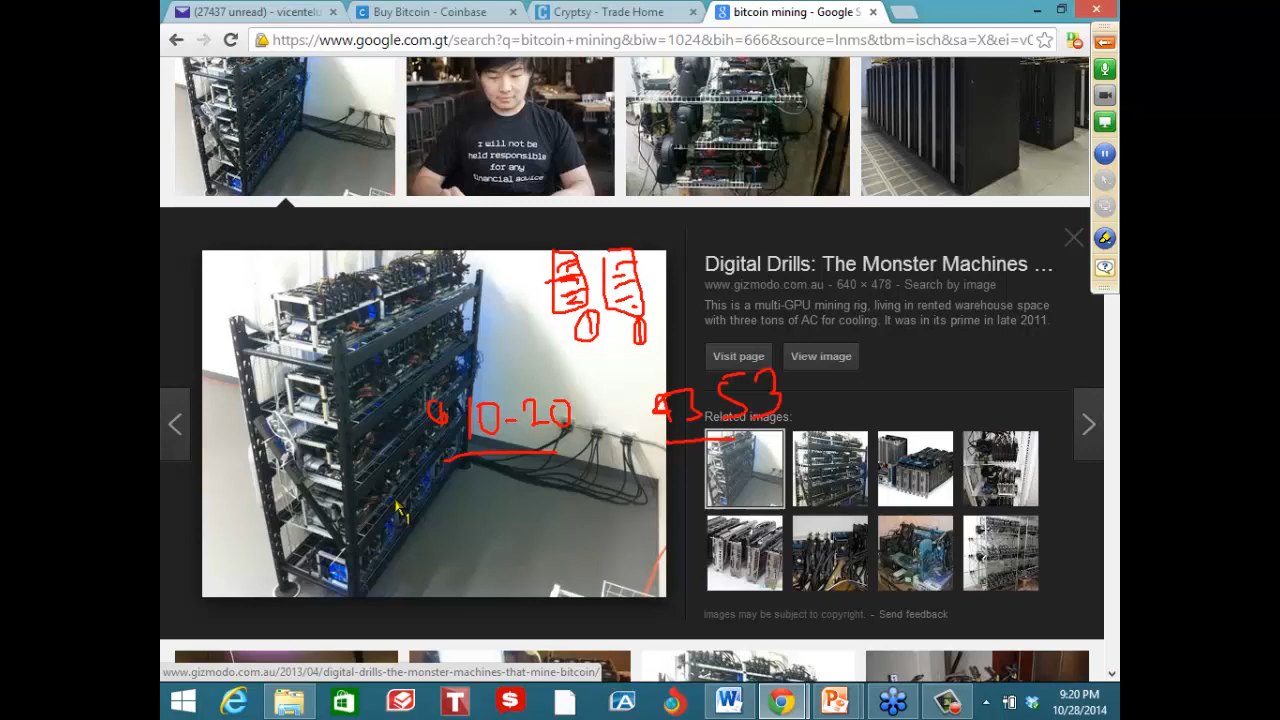 (27437 unread) - vicentelu
Buy Bitcoin - Coinbase
Cryptsy - Trade Home
bitcoin mining - Google S
https://www.google.com.gt/search?q=bitcoin+mining&biw=1024&bih=666&source=lnms&tbm=isch&sa=X&ei=vC
I will not be
held responsible
for any
financial advice
Digital Drills: The Monster Machines ...
www.gizmodo.com.au - 640 × 478 - Search by image
This is a multi-GPU mining rig, living in rented warehouse space
with three tons of AC for cooling. It was in its prime in late 2011.
Visit page
View image
10-20
53
Related images:
Images may be subject to copyright. - Send feedback
www.gizmodo.com.au/2013/04/digital-drills-the-monster-machines-that-mine-bitcoin/
9:20 PM
10/28/2014